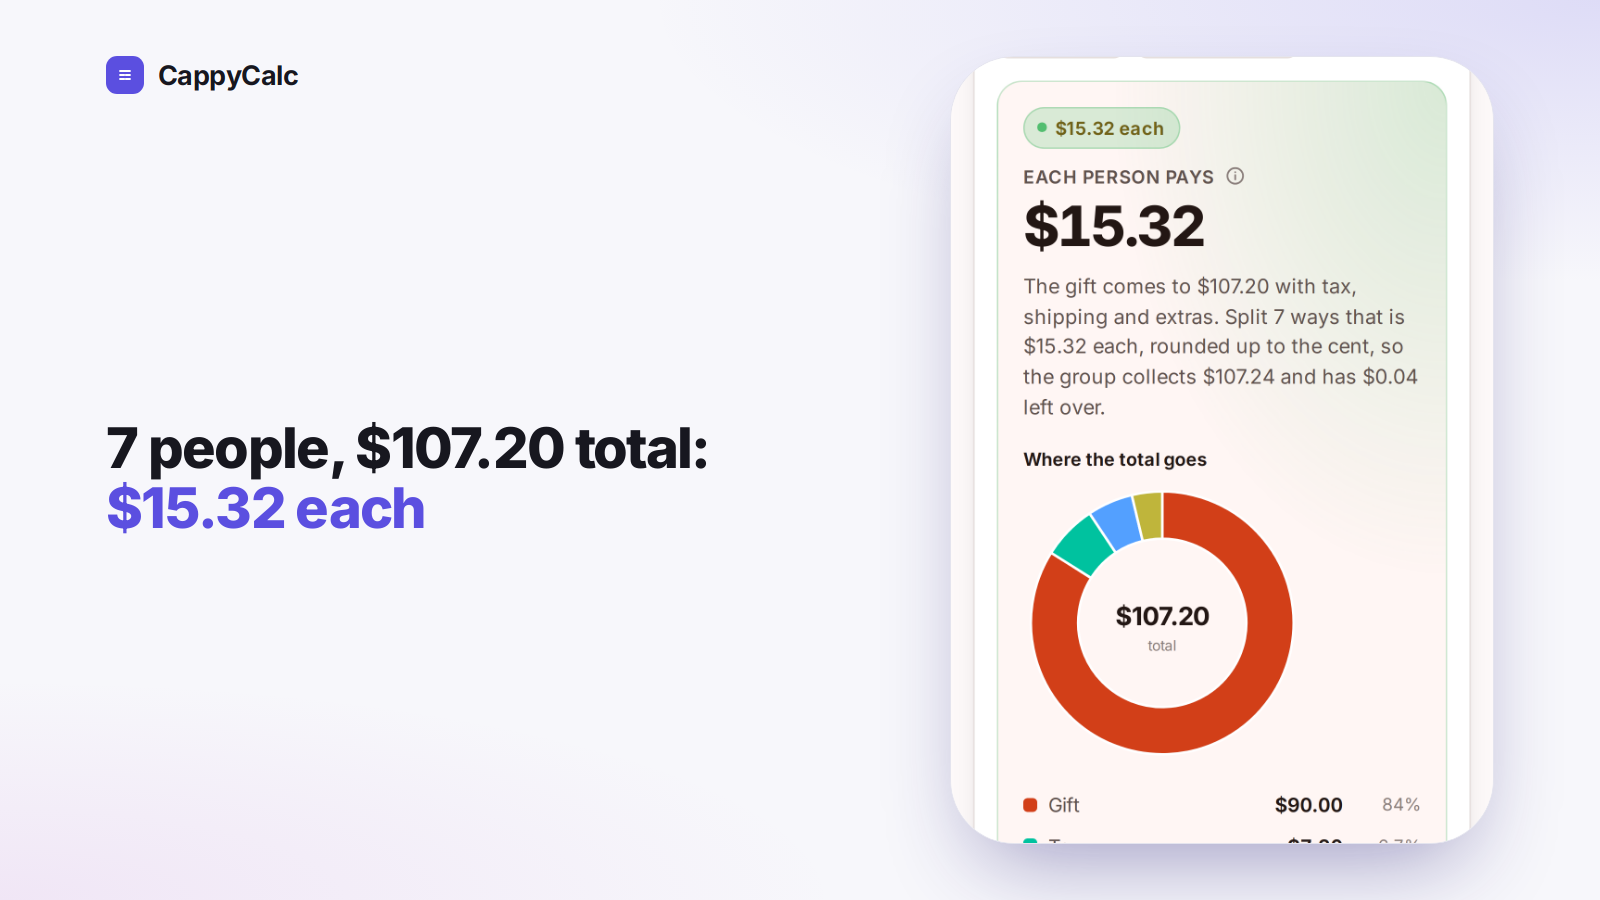 CappyCalc
7 people, $107.20 total:
$15.32 each
$15.32 each
EACH PERSON PAYS
$15.32
The gift comes to $107.20 with tax,
shipping and extras. Split 7 ways that is
$15.32 each, rounded up to the cent, so
the group collects $107.24 and has $0.04
left over.
Where the total goes
$107.20
total
Gift $90.00 84%